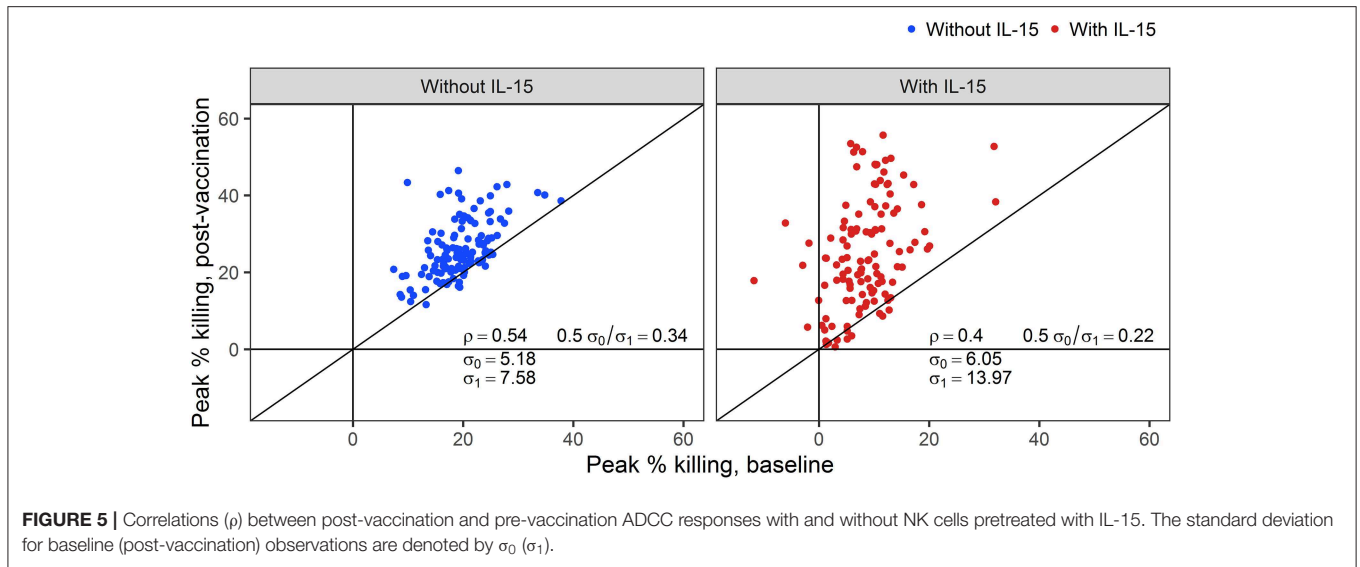 Without IL-15 With IL-15
Without IL-15 With IL-15
Peak % killing, post-vaccination
60
40
20
0
ρ = 0.54 0.5 σ₀/σ₁ = 0.34
σ₀ = 5.18
σ₁ = 7.58
ρ = 0.4 0.5 σ₀/σ₁ = 0.22
σ₀ = 6.05
σ₁ = 13.97
0 20 40 60 0 20 40 60
Peak % killing, baseline
FIGURE 5 | Correlations (ρ) between post-vaccination and pre-vaccination ADCC responses with and without NK cells pretreated with IL-15. The standard deviation
for baseline (post-vaccination) observations are denoted by σ₀ (σ₁).